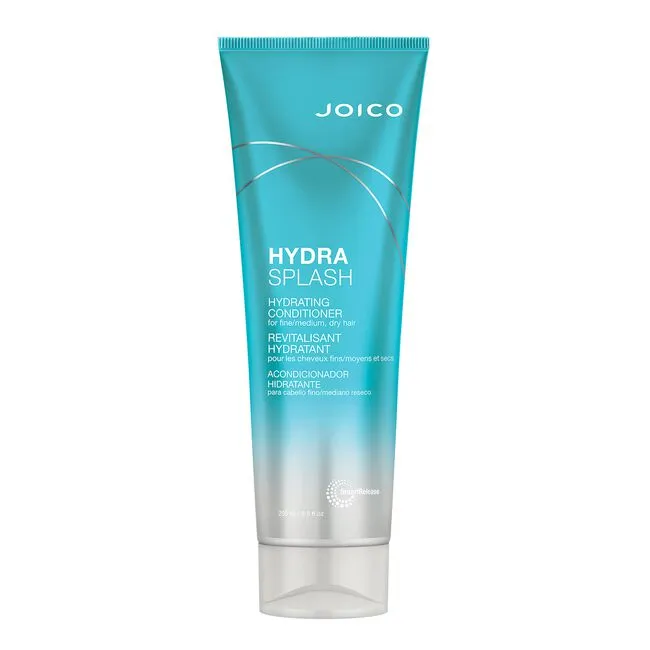 JOICO
HYDRA
SPLASH
HYDRATING
CONDITIONER
for fine/medium, dry hair
REVITALISANT
HYDRATANT
pour les cheveux fins/moyens et secs
ACONDICIONADOR
HIDRATANTE
para cabello fino/mediano reseco
SmartRelease